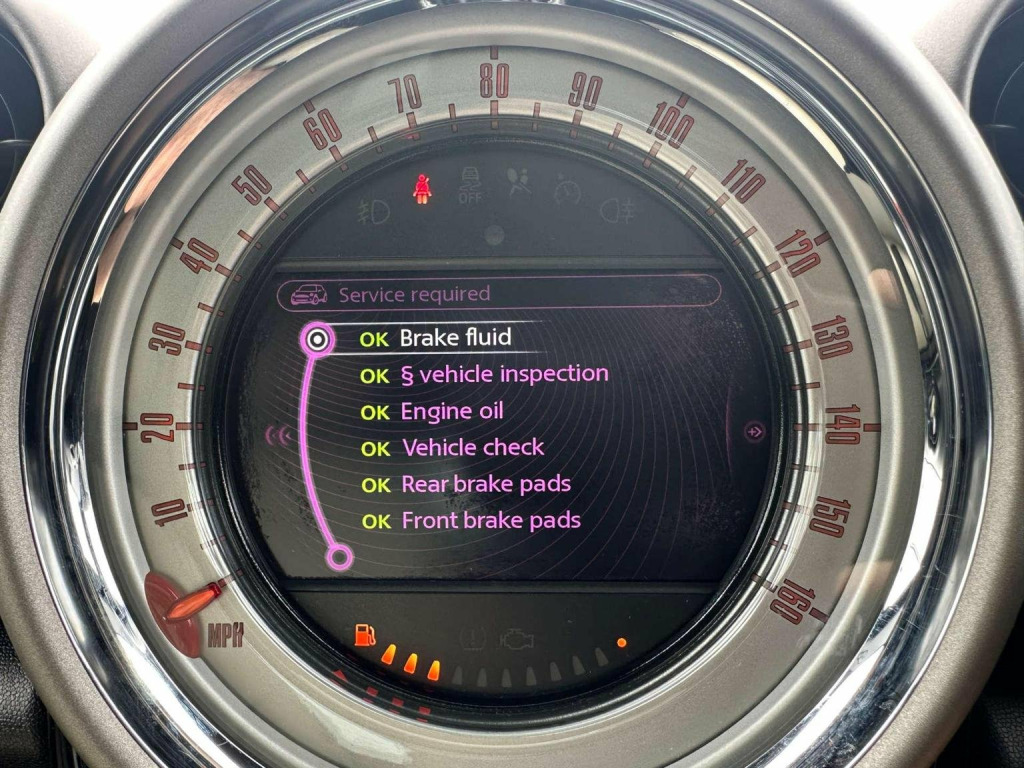 80
70
90
60
100
50
110
OFF
40
120
Service required
OK Brake fluid
30
130
OK § vehicle inspection
OK Engine oil
20
140
OK Vehicle check
OK Rear brake pads
10
150
OK Front brake pads
160
MPH